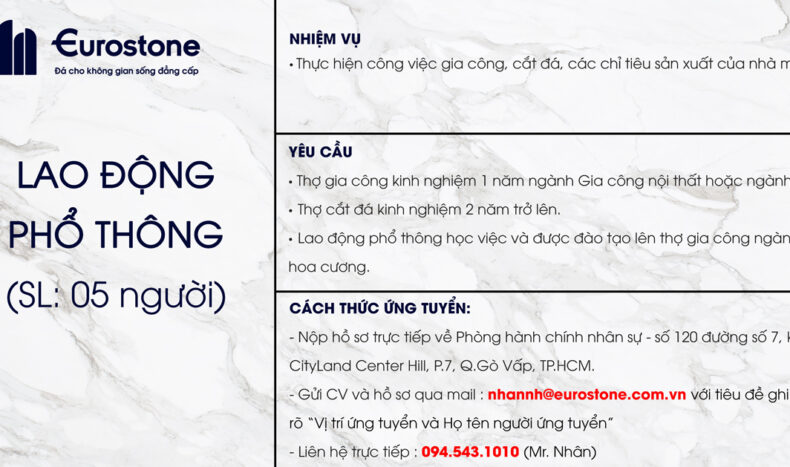 Eurostone
Đá cho không gian sống đẳng cấp
LAO ĐỘNG
PHỔ THÔNG
(SL: 05 người)
NHIỆM VỤ
• Thực hiện công việc gia công, cắt đá, các chỉ tiêu sản xuất của nhà
YÊU CẦU
• Thợ gia công kinh nghiệm 1 năm ngành Gia công nội thất hoặc ngành
• Thợ cắt đá kinh nghiệm 2 năm trở lên.
• Lao động phổ thông học việc và được đào tạo lên thợ gia công
hoa cương.
CÁCH THỨC ỨNG TUYỂN:
- Nộp hồ sơ trực tiếp về Phòng hành chính nhân sự - số 120 đường số 7,
CityLand Center Hill, P.7, Q.Gò Vấp, TP.HCM.
- Gửi CV và hồ sơ qua mail : nhannh@eurostone.com.vn với tiêu đề ghi
rõ “Vị trí ứng tuyển và Họ tên người ứng tuyển”
- Liên hệ trực tiếp : 094.543.1010 (Mr. Nhân)